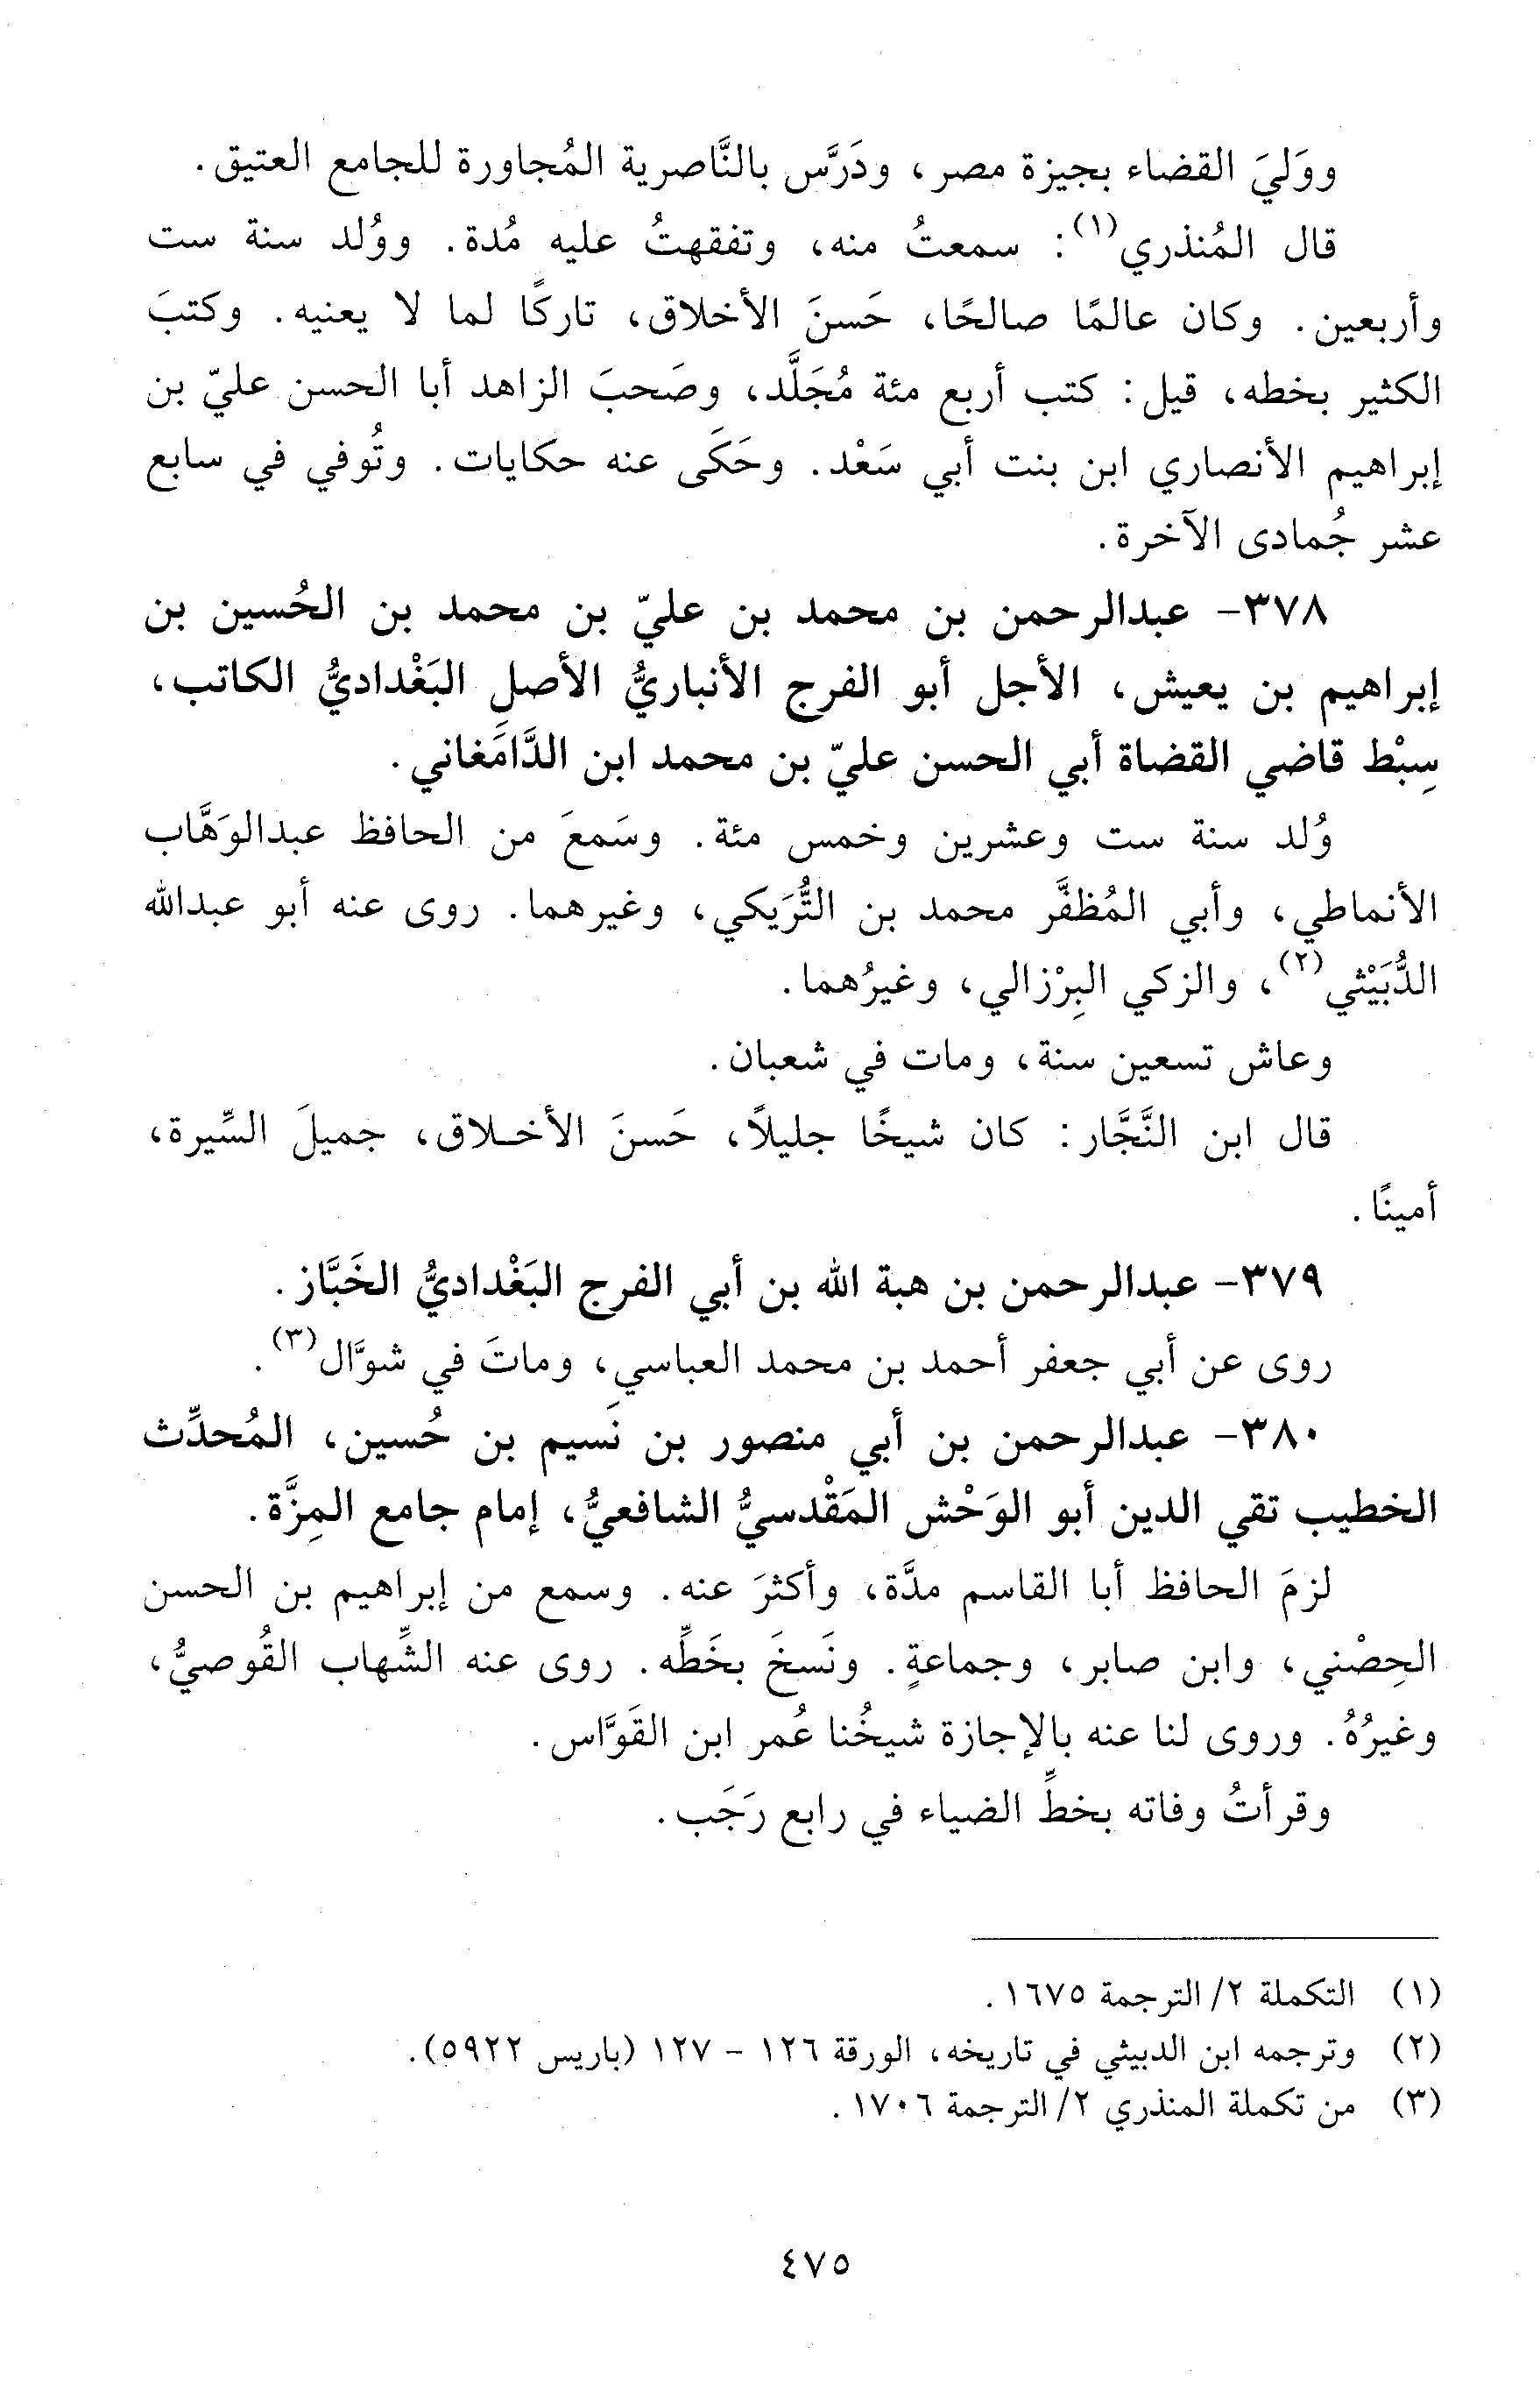 ووَليَ القضاء بجيزة مصر، ودَرَّس بالنَّاصرية المُجاورة للجامع العتيق.
قال المُنذري(١): سمعتُ منه، وتفقهتُ عليه مُدة. ووُلد سنة ست
وأربعين. وكان عالمًا صالحًا، حَسنَ الأخلاق، تاركًا لما لا يعنيه. وكتبَ
الكثير بخطه، قيل: كتب أربع مئة مُجَلَّد، وصَحبَ الزاهد أبا الحسن عليّ بن
إبراهيم الأنصاري ابن بنت أبي سَعْد. وحَكَى عنه حكايات. وتُوفي في سابع
عشر جُمادى الآخرة.
٣٧٨- عبدالرحمن بن محمد بن عليّ بن محمد بن الحُسين بن
إبراهيم بن يعيش، الأجل أبو الفرج الأنباريُّ الأصلِ البَغْداديُّ الكاتب،
سِبْط قاضي القضاة أبي الحسن عليّ بن محمد ابن الدَّامَغاني.
وُلد سنة ست وعشرين وخمس مئة. وسَمعَ من الحافظ عبدالوَهَّاب
الأنماطي، وأبي المُظفَّر محمد بن التُّرَيكي، وغيرهما. روى عنه أبو عبدالله
الدُّبَيْثي(٢)، والزكي البِرْزالي، وغيرُهما.
وعاش تسعين سنة، ومات في شعبان.
قال ابن النَّجَّار: كان شيخًا جليلاً، حَسنَ الأخلاق، جميلَ السِّيرة،
أمينًا.
٣٧٩- عبدالرحمن بن هبة الله بن أبي الفرج البَغْداديُّ الخَبَّاز.
روى عن أبي جعفر أحمد بن محمد العباسي، وماتَ في شوَّال(٣).
٣٨٠- عبدالرحمن بن أبي منصور بن نَسيم بن حُسين، المُحدِّث
الخطيب تقي الدين أبو الوَحْش المَقْدسيُّ الشافعيُّ، إمام جامع المِزَّة.
لزمَ الحافظ أبا القاسم مدَّة، وأكثرَ عنه. وسمع من إبراهيم بن الحسن
الحِصْني، وابن صابر، وجماعةٍ. ونَسخَ بخَطِّه. روى عنه الشِّهاب القُوصيُّ،
وغيرُهُ. وروى لنا عنه بالإجازة شيخُنا عُمر ابن القَوَّاس.
وقرأتُ وفاته بخطِّ الضياء في رابع رَجَب.
(١) التكملة ٢/ الترجمة ١٦٧٥.
(٢) وترجمه ابن الدبيثي في تاريخه، الورقة ١٢٦ - ١٢٧ (باريس ٥٩٢٢).
(٣) من تكملة المنذري ٢/ الترجمة ١٧٠٦.
٤٧٥